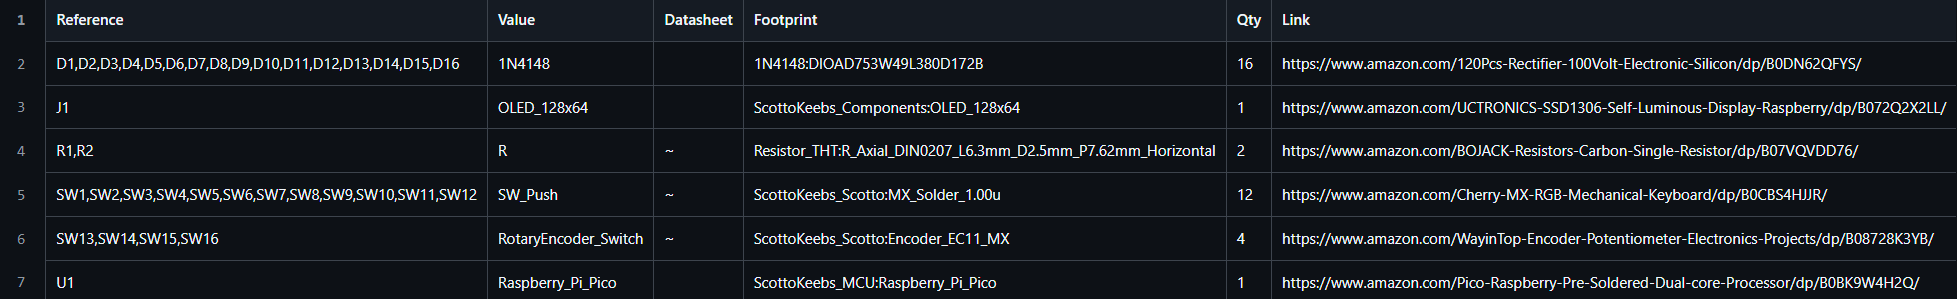 1 Reference Value Datasheet Footprint Qty Link
2 D1,D2,D3,D4,D5,D6,D7,D8,D9,D10,D11,D12,D13,D14,D15,D16 1N4148 1N4148:DIOAD753W49L380D172B 16 https://www.amazon.com/120Pcs-Rectifier-100Volt-Electronic-Silicon/dp/B0DN62QFYS/
3 J1 OLED_128x64 ScottoKeebs_Components:OLED_128x64 1 https://www.amazon.com/UCTRONICS-SSD1306-Self-Luminous-Display-Raspberry/dp/B072Q2X2LL/
4 R1,R2 R ~ Resistor_THT:R_Axial_DIN0207_L6.3mm_D2.5mm_P7.62mm_Horizontal 2 https://www.amazon.com/BOJACK-Resistors-Carbon-Single-Resistor/dp/B07VQVDD76/
5 SW1,SW2,SW3,SW4,SW5,SW6,SW7,SW8,SW9,SW10,SW11,SW12 SW_Push ~ ScottoKeebs_Scotto:MX_Solder_1.00u 12 https://www.amazon.com/Cherry-MX-RGB-Mechanical-Keyboard/dp/B0CBS4HJJR/
6 SW13,SW14,SW15,SW16 RotaryEncoder_Switch ~ ScottoKeebs_Scotto:Encoder_EC11_MX 4 https://www.amazon.com/WayinTop-Encoder-Potentiometer-Electronics-Projects/dp/B08728K3YB/
7 U1 Raspberry_Pi_Pico ScottoKeebs_MCU:Raspberry_Pi_Pico 1 https://www.amazon.com/Pico-Raspberry-Pre-Soldered-Dual-core-Processor/dp/B0BK9W4H2Q/